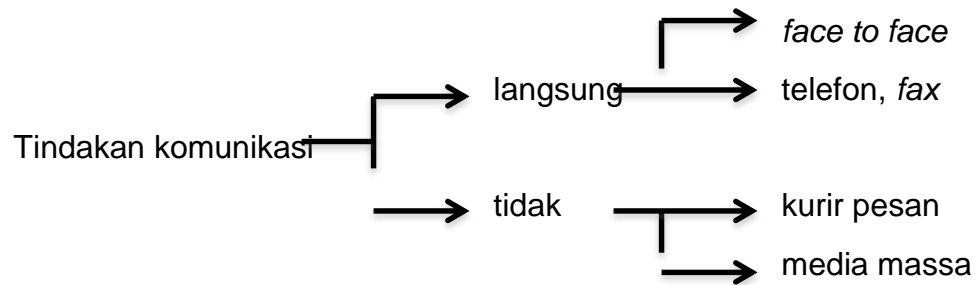 face to face
langsung telefon, fax
Tindakan komunikasi
tidak kurir pesan
media massa